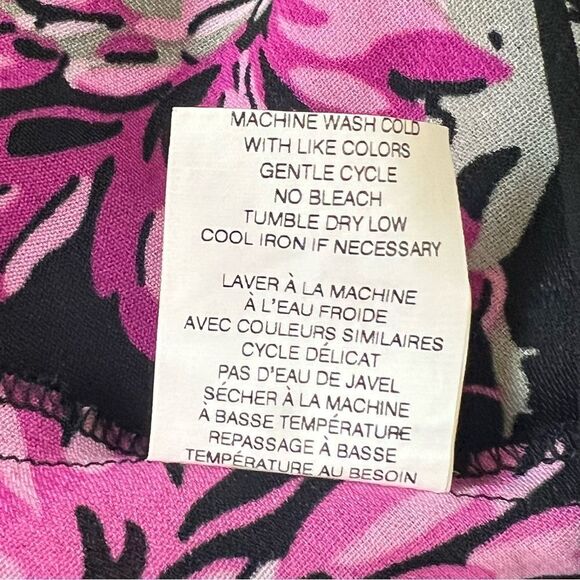 MACHINE WASH COLD
WITH LIKE COLORS
GENTLE CYCLE
NO BLEACH
TUMBLE DRY LOW
COOL IRON IF NECESSARY
LAVER À LA MACHINE
À L'EAU FROIDE
AVEC COULEURS SIMILAIRES
CYCLE DÉLICAT
PAS D'EAU DE JAVEL
SÉCHER À LA MACHINE
À BASSE TEMPÉRATURE
REPASSAGE À BASSE
TEMPÉRATURE AU BESOIN